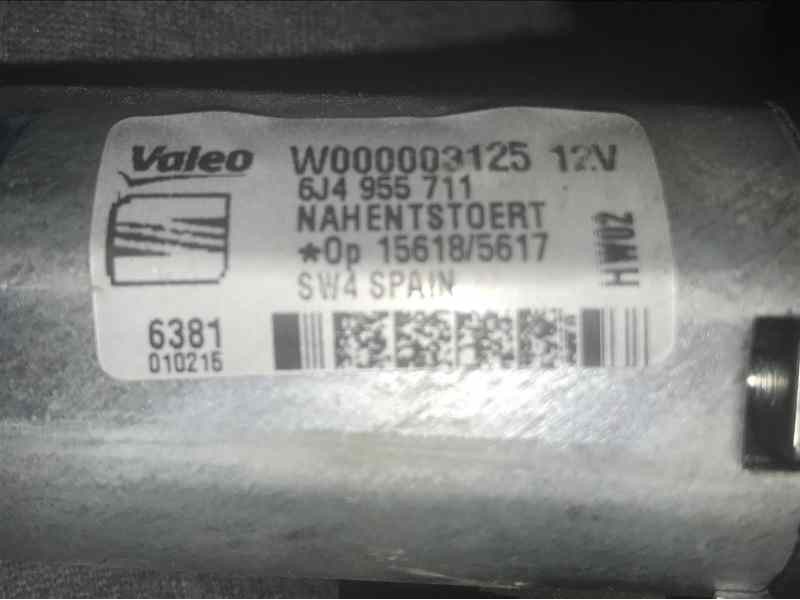 Valeo W000003125 12V
6J4 955 711
NAHENTSTOERT
*Op 15618/5617
SW4 SPAIN
HW02
6381
010215